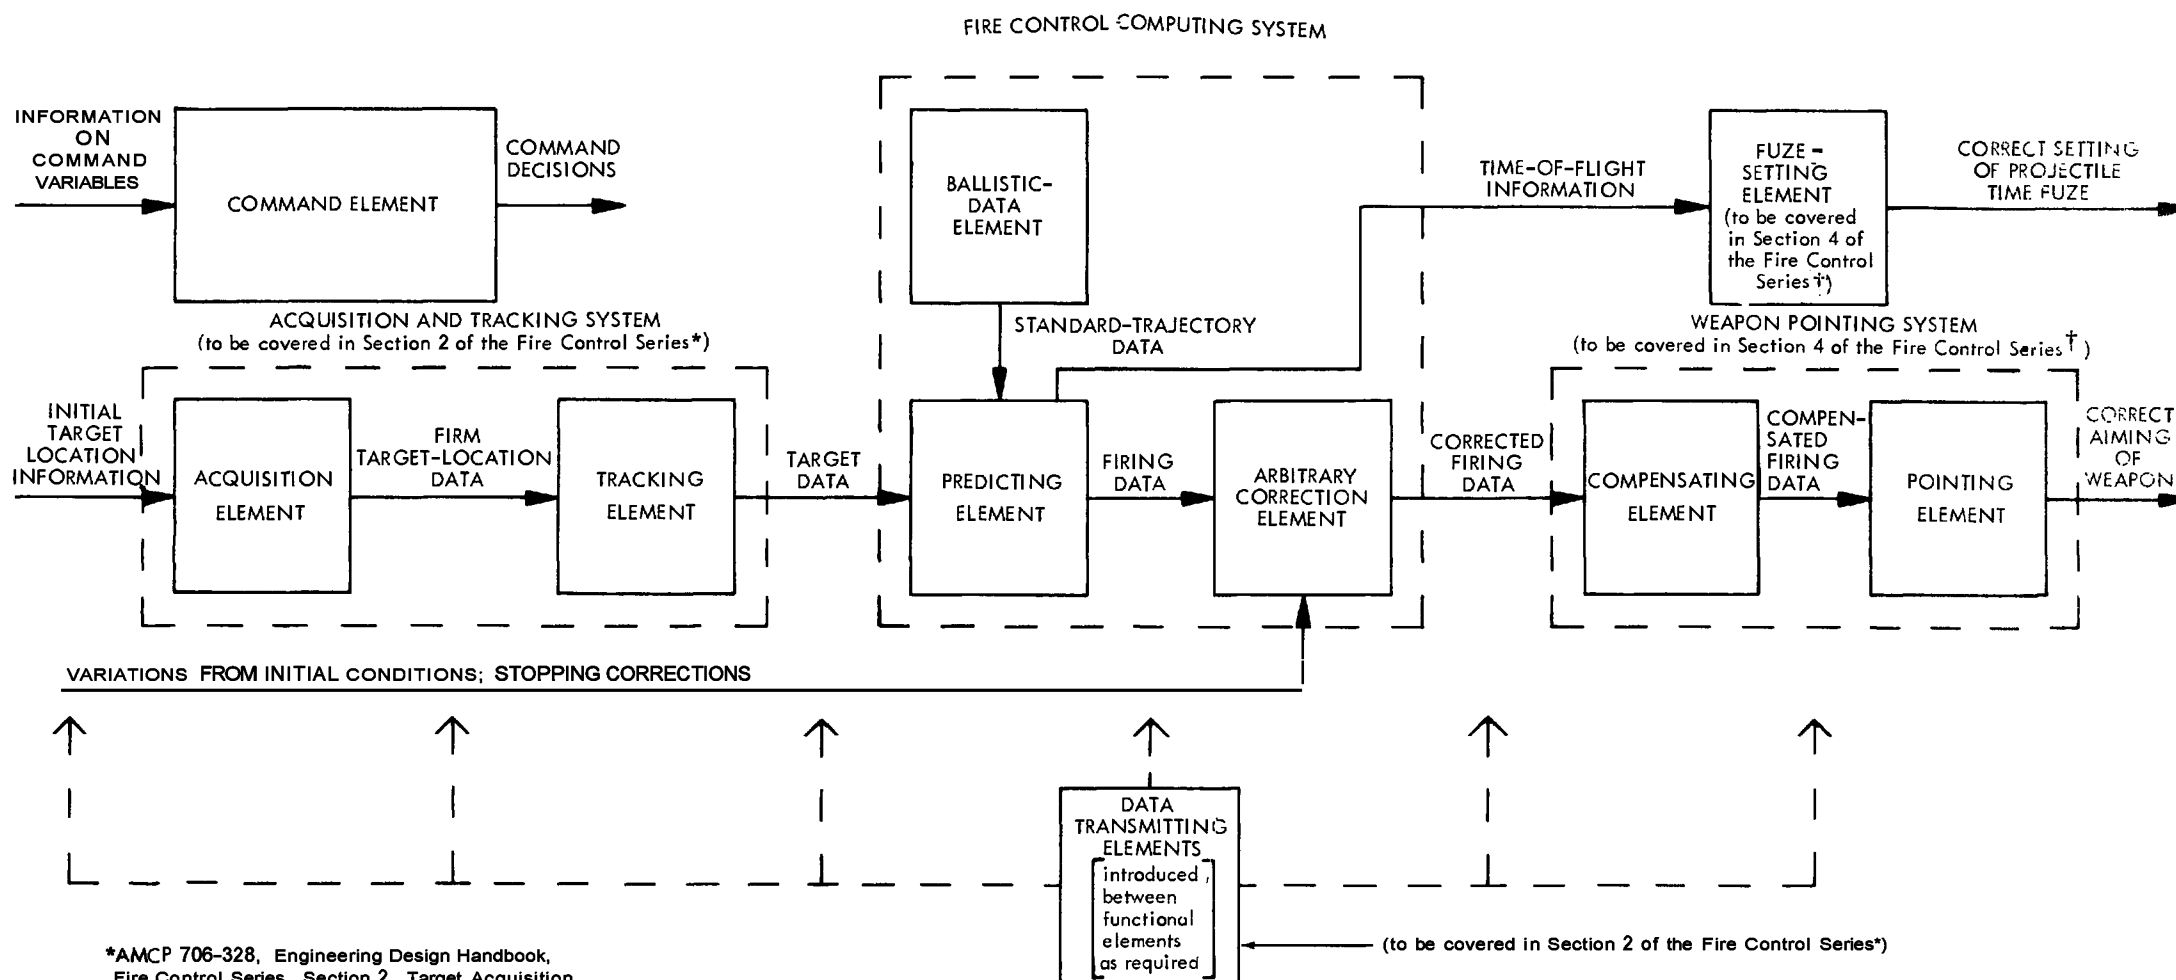 FIRE CONTROL COMPUTING SYSTEM
INFORMATION
ON
COMMAND
VARIABLES
COMMAND ELEMENT
COMMAND
DECISIONS
BALLISTIC-
DATA
ELEMENT
TIME-OF-FLIGHT
INFORMATION
FUZE-
SETTING
ELEMENT
(to be covered
in Section 4 of
the Fire Control
Series†)
CORRECT SETTING
OF PROJECTILE
TIME FUZE
ACQUISITION AND TRACKING SYSTEM
(to be covered in Section 2 of the Fire Control Series*)
STANDARD-TRAJECTORY
DATA
WEAPON POINTING SYSTEM
(to be covered in Section 4 of the Fire Control Series†)
INITIAL
TARGET
LOCATION
INFORMATION
ACQUISITION
ELEMENT
FIRM
TARGET-LOCATION
DATA
TRACKING
ELEMENT
TARGET
DATA
PREDICTING
ELEMENT
FIRING
DATA
ARBITRARY
CORRECTION
ELEMENT
CORRECTED
FIRING
DATA
COMPENSATING
ELEMENT
COMPEN-
SATED
FIRING
DATA
POINTING
ELEMENT
CORRECT
AIMING
OF
WEAPON
VARIATIONS FROM INITIAL CONDITIONS; STOPPING CORRECTIONS
DATA
TRANSMITTING
ELEMENTS
introduced,
between
functional
elements
as required
(to be covered in Section 2 of the Fire Control Series*)
*AMCP 706-328, Engineering Design Handbook,
Fire Control Series, Section 2, Target Acquisition